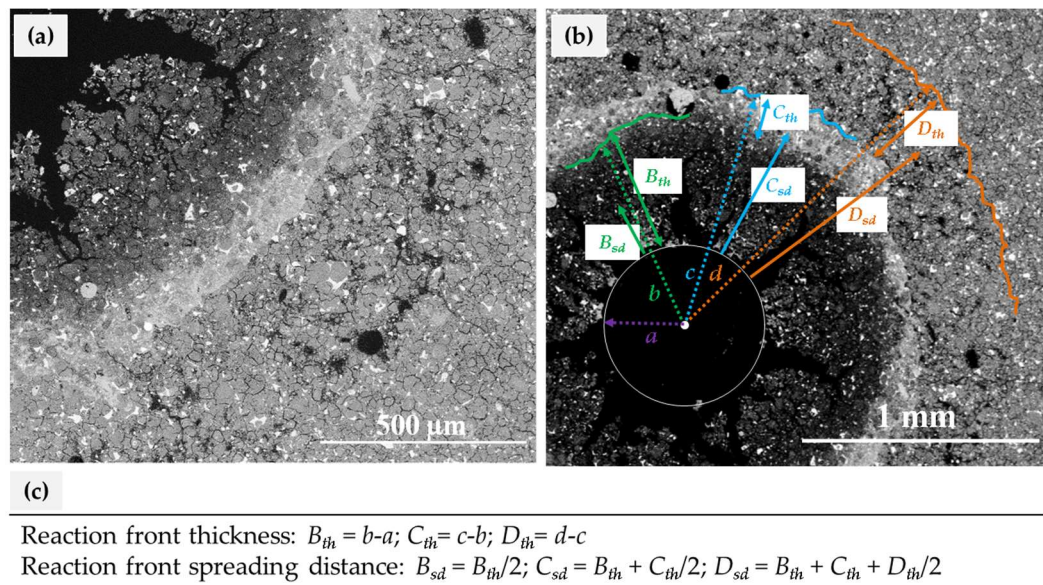 (a)
500 µm
(b)
C_th
D_th
B_th
C_sd
D_sd
B_sd
c
d
b
a
1 mm
(c)
Reaction front thickness: B_th = b-a; C_th= c-b; D_th= d-c
Reaction front spreading distance: B_sd = B_th/2; C_sd = B_th + C_th/2; D_sd = B_th + C_th + D_th/2